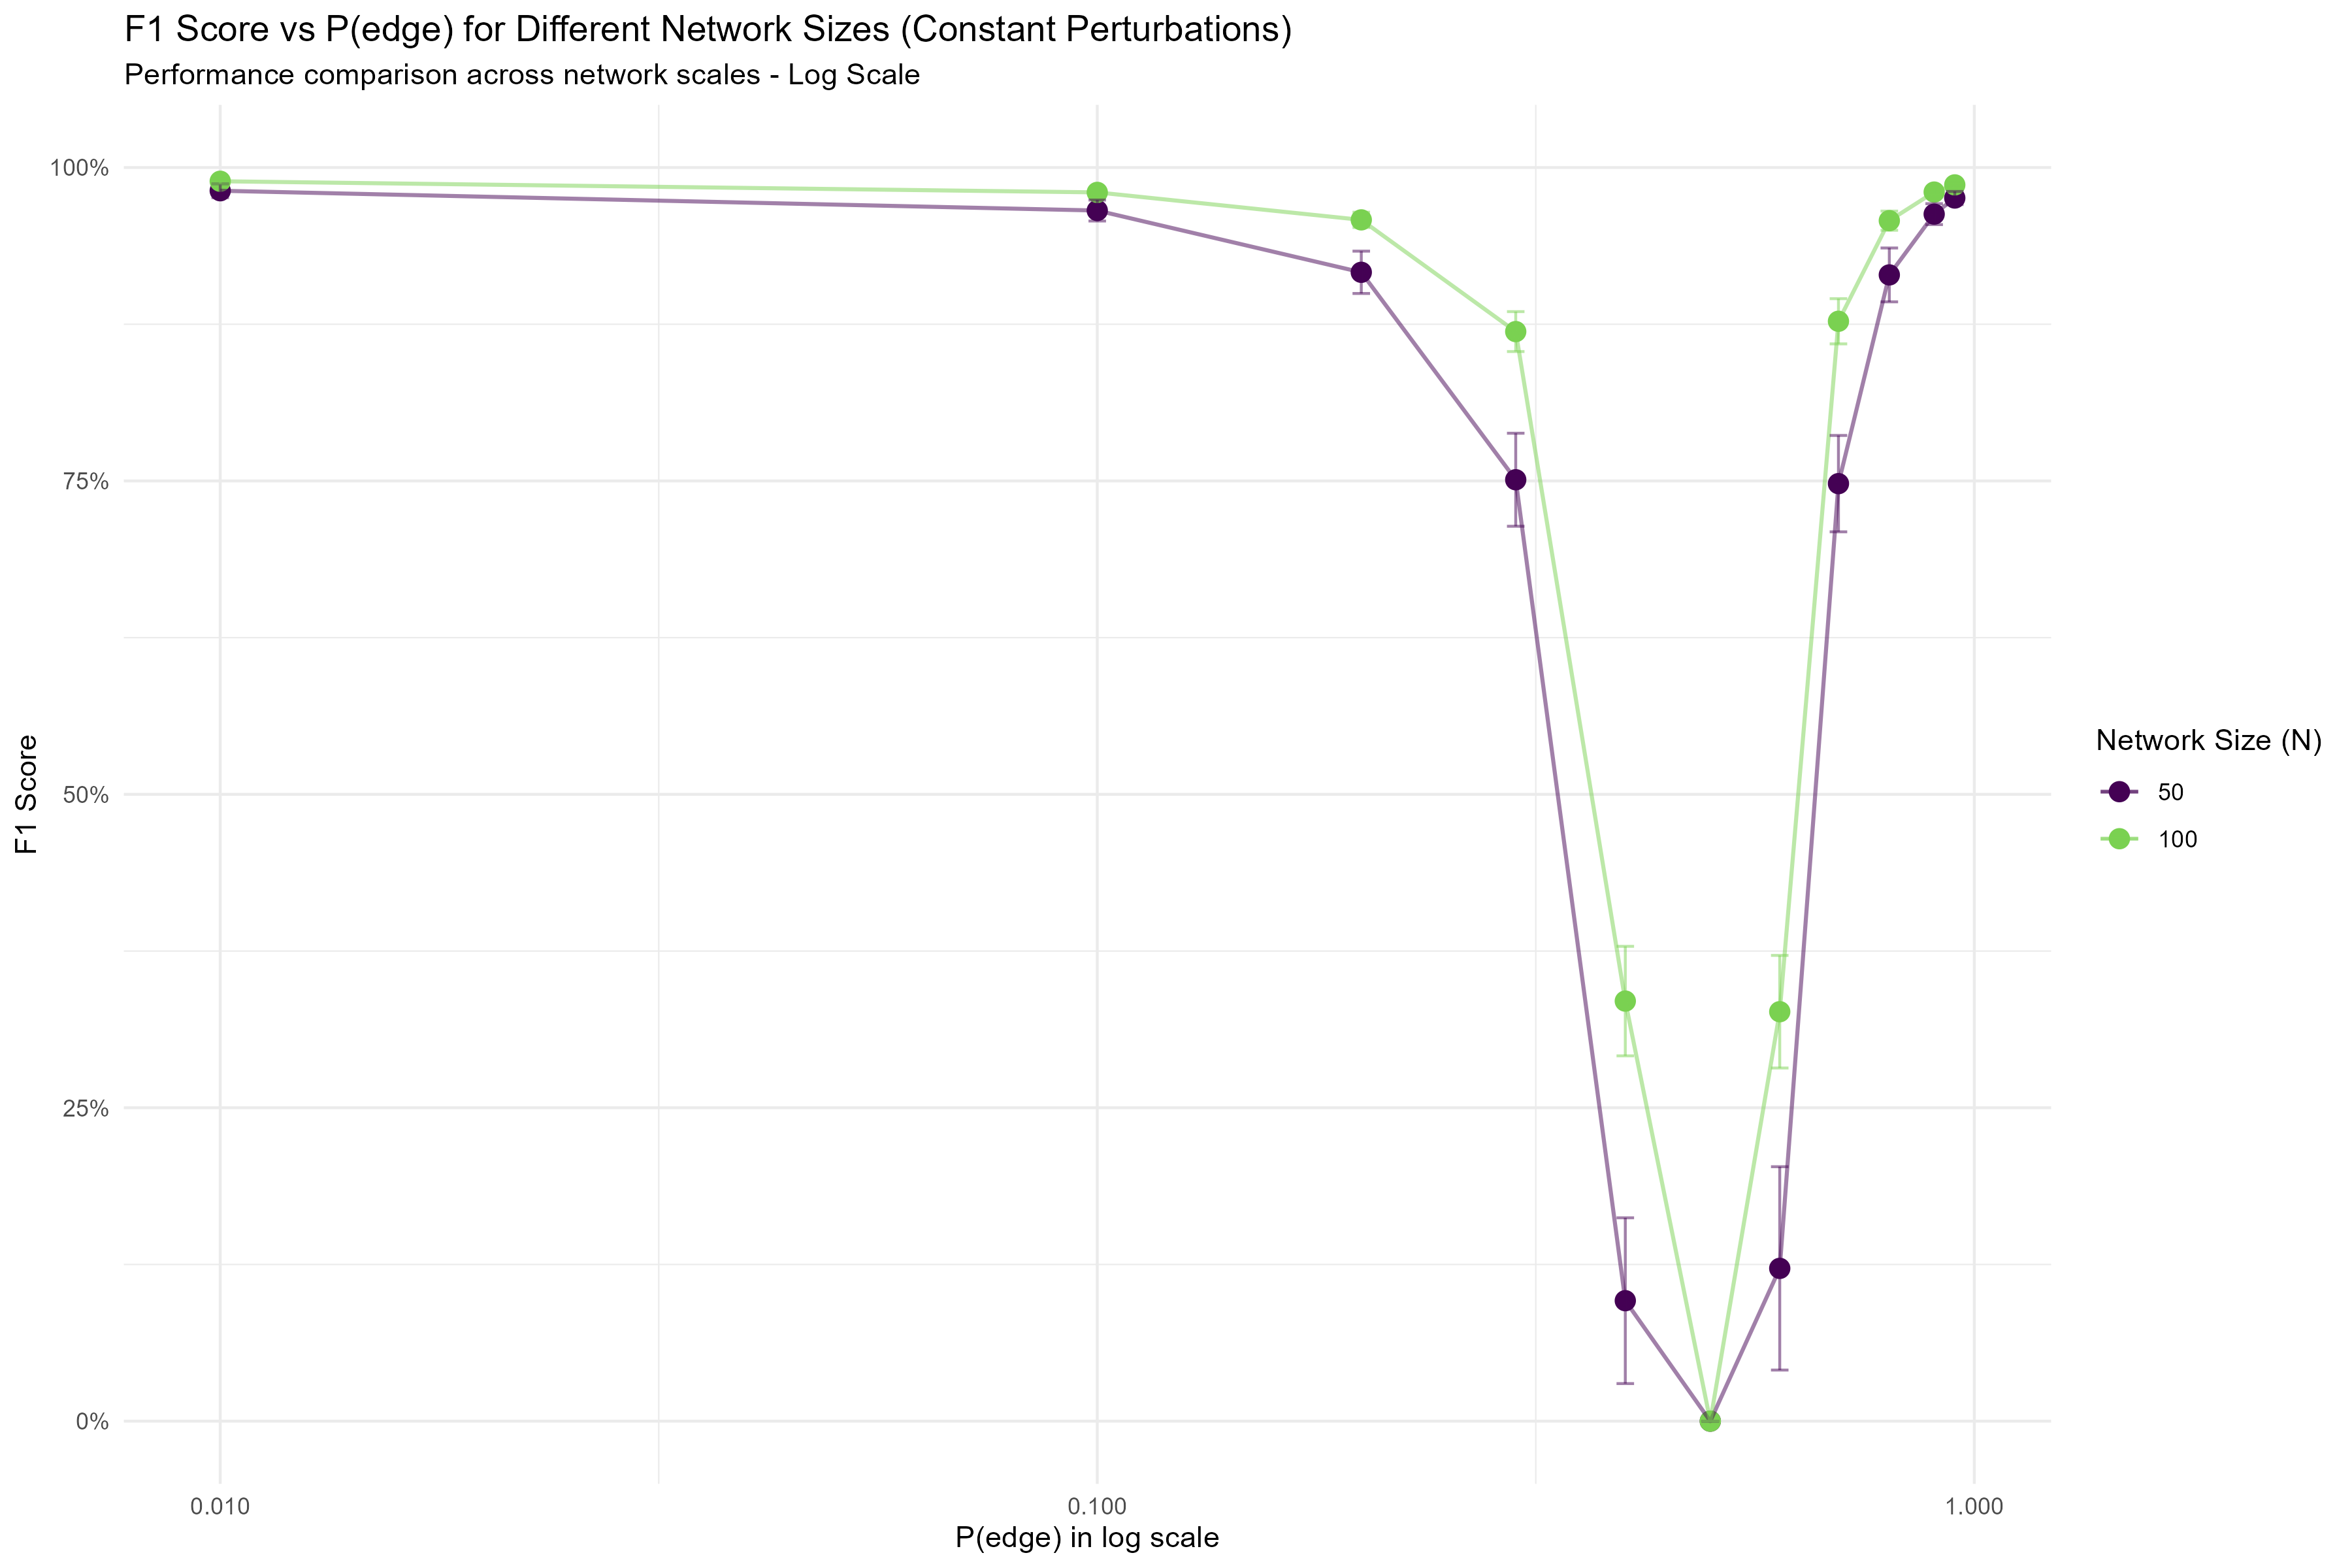 F1 Score vs P(edge) for Different Network Sizes (Constant Perturbations)
Performance comparison across network scales - Log Scale
100%
75%
50%
25%
0%
F1 Score
0.010
0.100
1.000
P(edge) in log scale
Network Size (N)
50
100